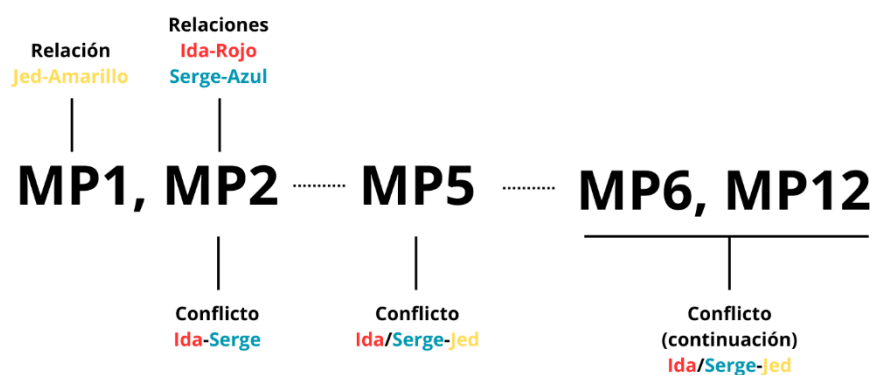 Relación
Jed-Amarillo
Relaciones
Ida-Rojo
Serge-Azul
MP1, MP2 ........... MP5 ........... MP6, MP12
Conflicto
Ida-Serge
Conflicto
Ida/Serge-Jed
Conflicto
(continuación)
Ida/Serge-Jed